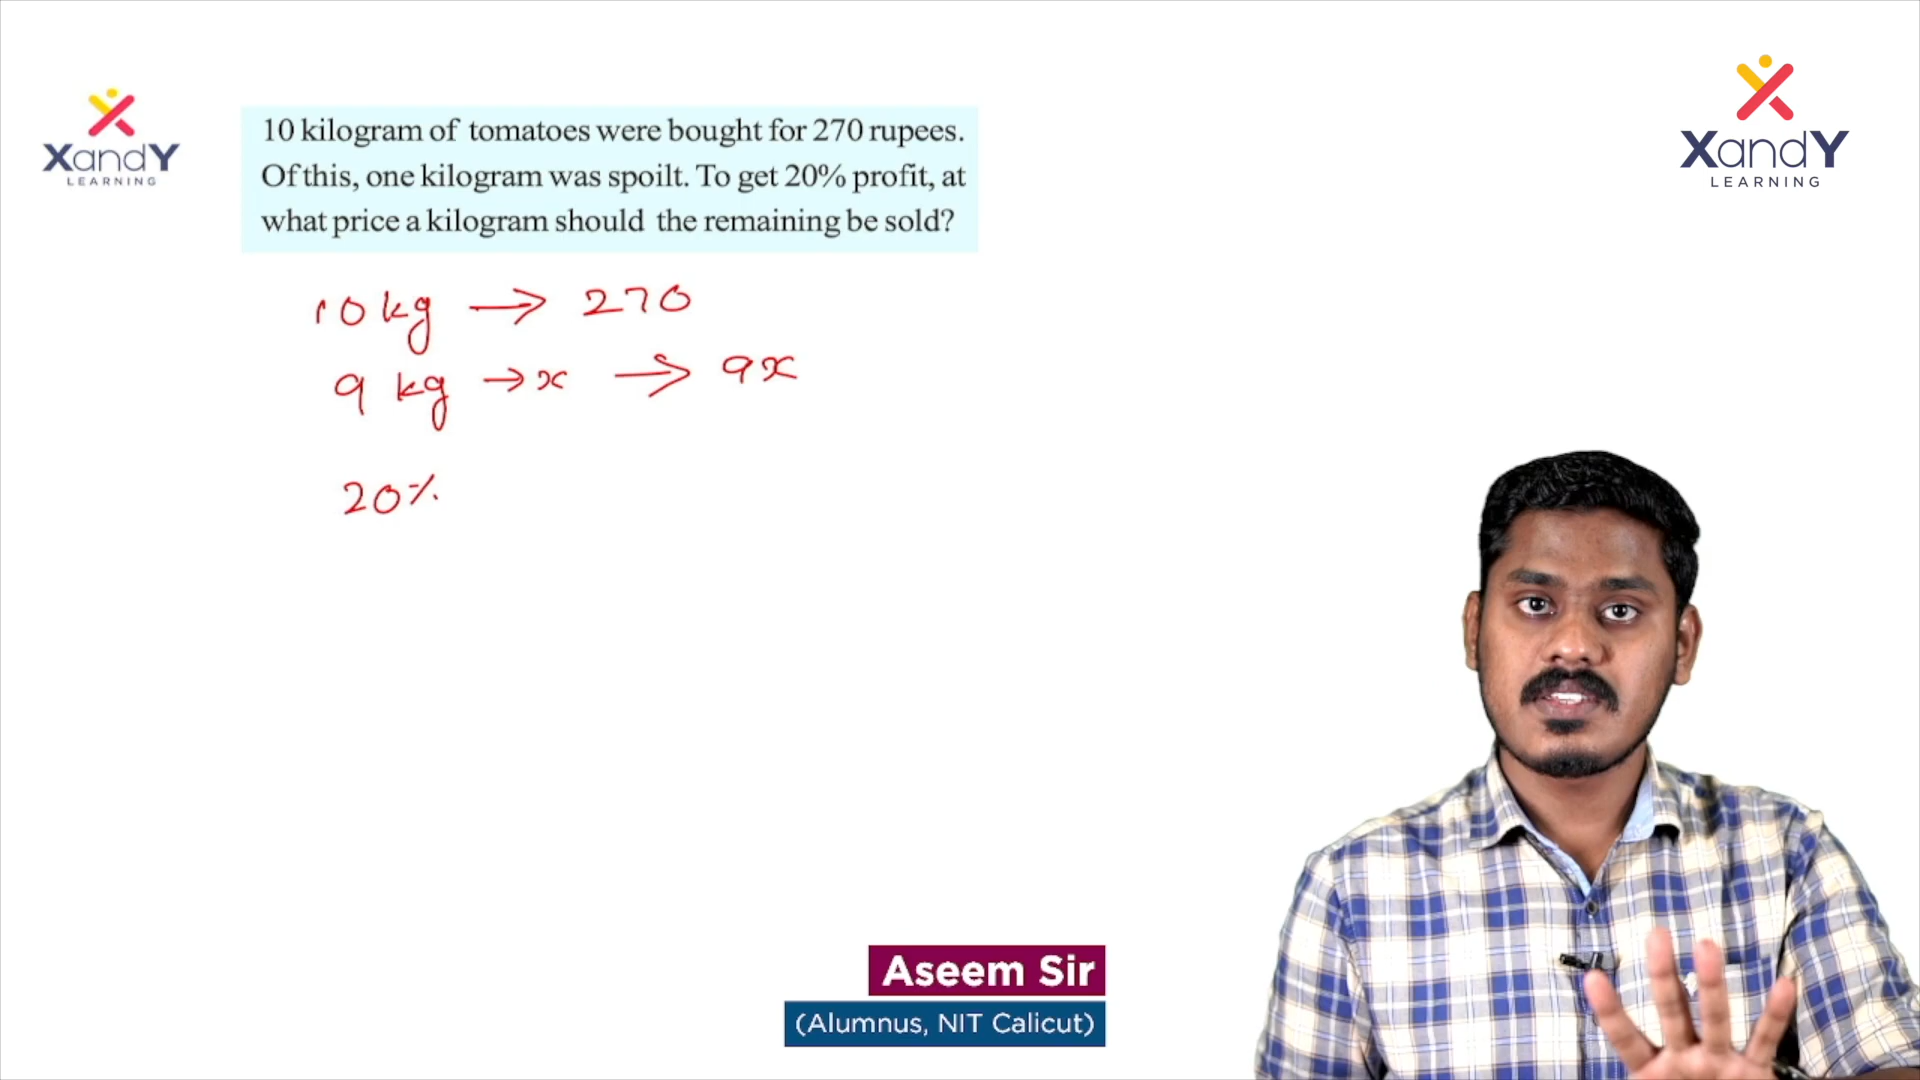 XandY
LEARNING
XandY
LEARNING
10 kilogram of tomatoes were bought for 270 rupees.
Of this, one kilogram was spoilt. To get 20% profit, at
what price a kilogram should the remaining be sold?
10 kg → 270
9 kg → x → 9x
20%
Aseem Sir
(Alumnus, NIT Calicut)